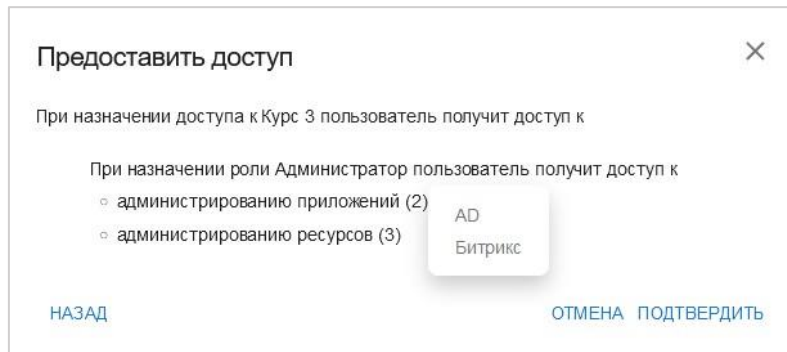 Предоставить доступ
При назначении доступа к Курс 3 пользователь получит доступ к
При назначении роли Администратор пользователь получит доступ к
администрированию приложений (2)
администрированию ресурсов (3)
AD
Битрикс
НАЗАД
ОТМЕНА ПОДТВЕРДИТЬ